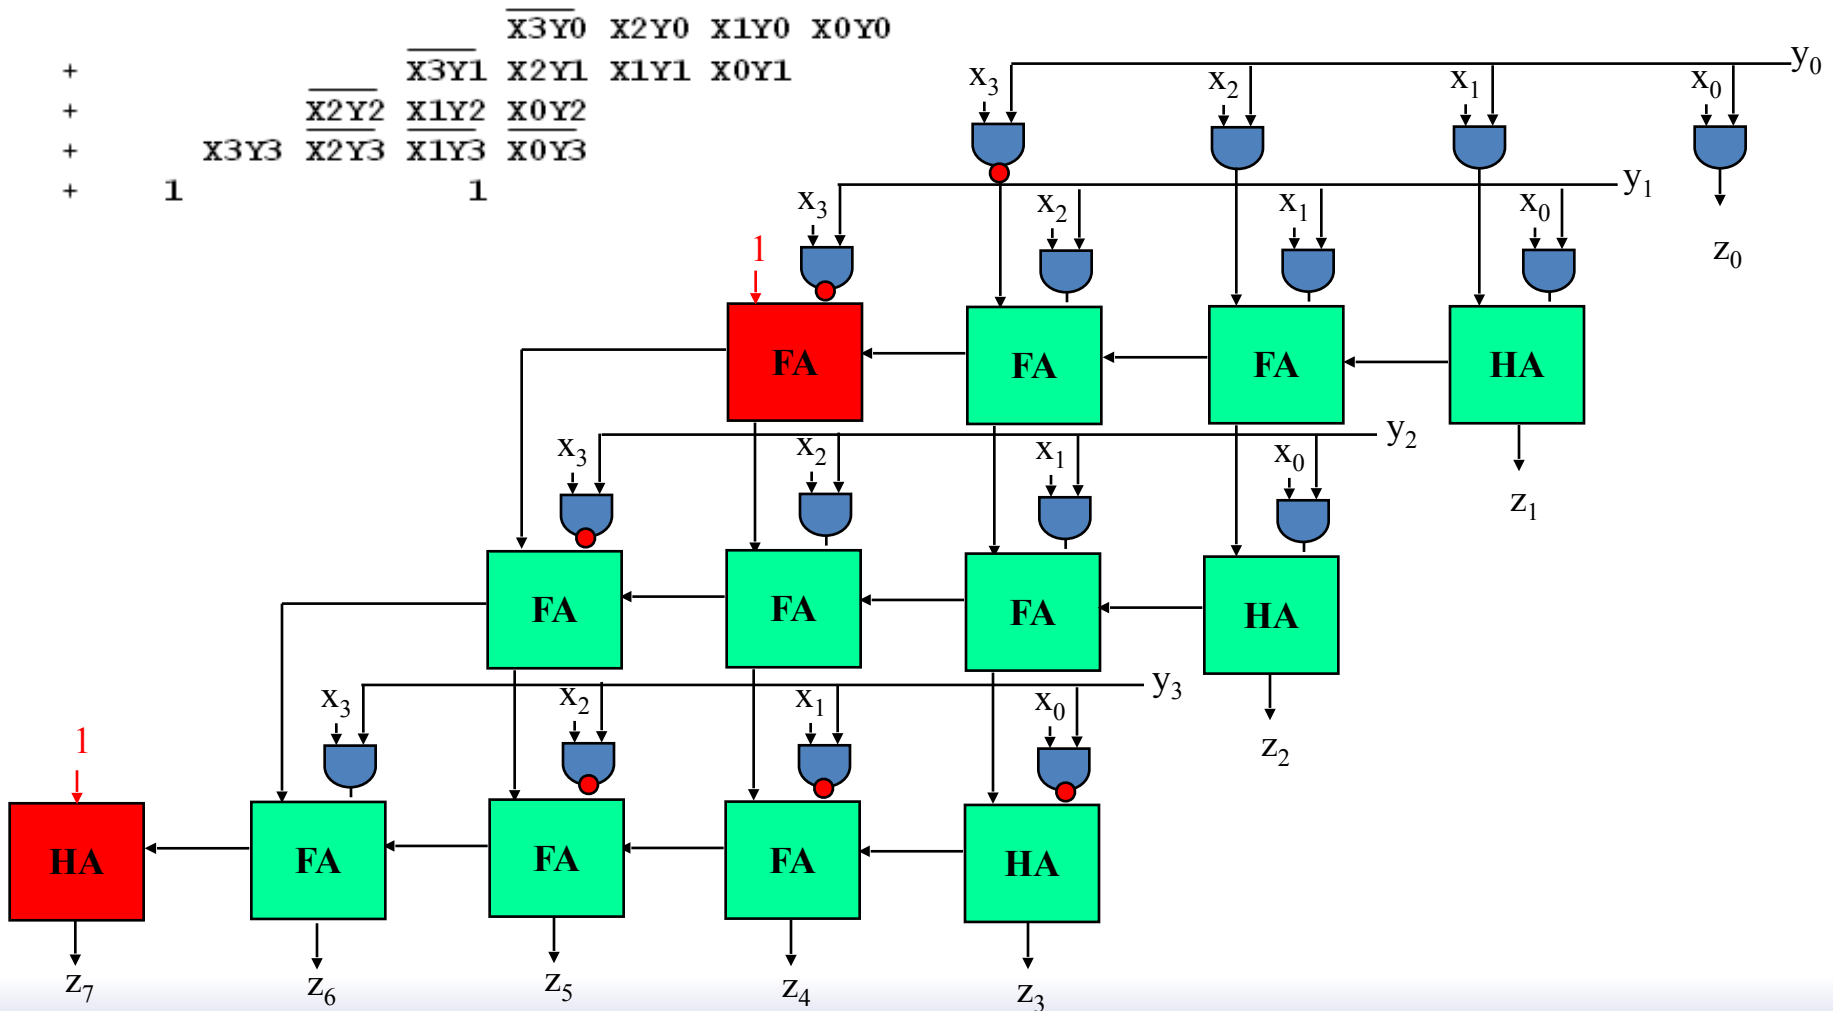 X3Y0 X2Y0 X1Y0 X0Y0
+ X3Y1 X2Y1 X1Y1 X0Y1
+ X2Y2 X1Y2 X0Y2
+ X3Y3 X2Y3 X1Y3 X0Y3
+ 1 1
y0
x3 x2 x1 x0
y1
x3 x2 x1 x0
z0
1
FA FA FA HA
y2
x3 x2 x1 x0
z1
FA FA FA HA
y3
x3 x2 x1 x0
z2
1
HA FA FA FA HA
z7 z6 z5 z4 z3